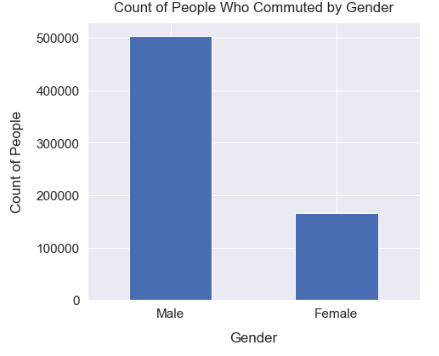 Count of People Who Commuted by Gender
500000
400000
300000
200000
100000
0
Count of People
Male
Female
Gender